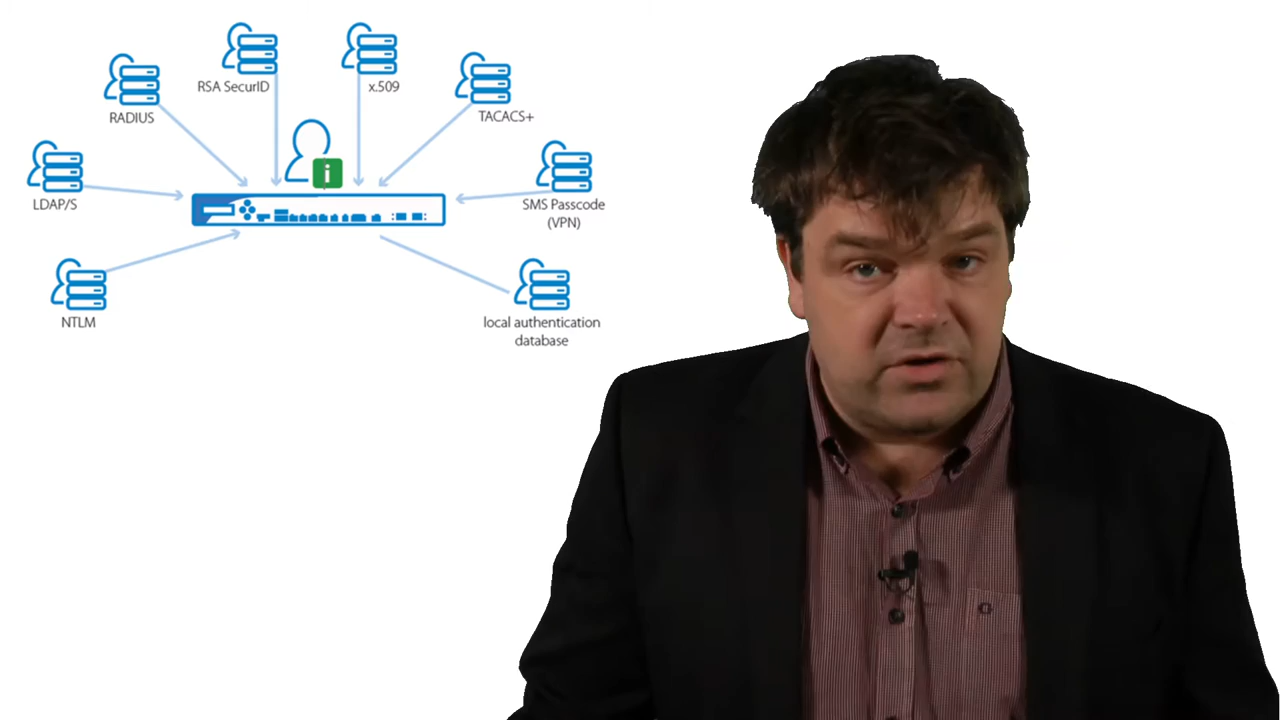 RSA SecurID
x.509
RADIUS
TACACS+
LDAP/S
SMS Passcode
(VPN)
NTLM
local authentication
database
i